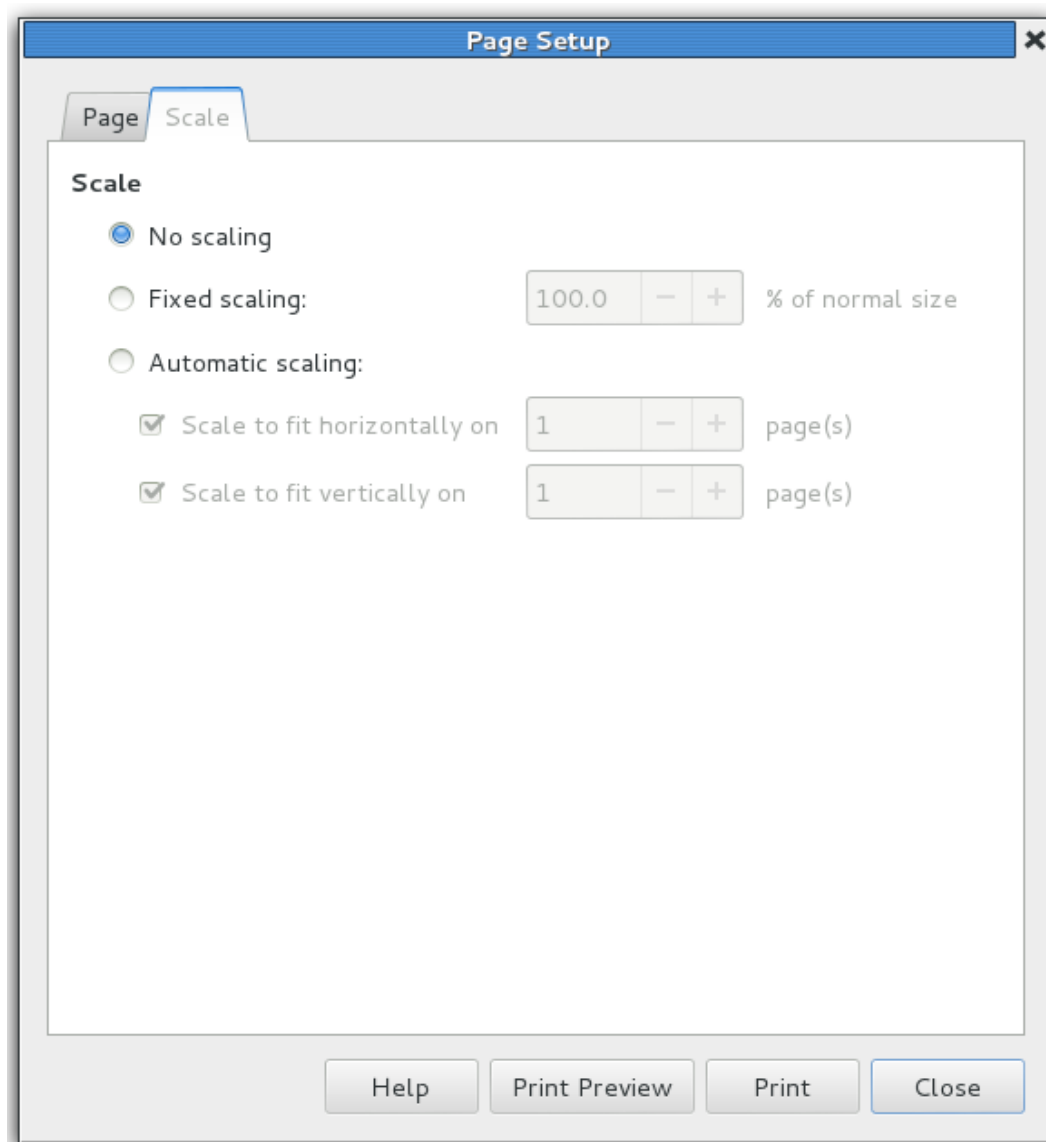 Page Setup
Page Scale
Scale
No scaling
Fixed scaling: 100.0 − + % of normal size
Automatic scaling:
Scale to fit horizontally on 1 − + page(s)
Scale to fit vertically on 1 − + page(s)
Help Print Preview Print Close